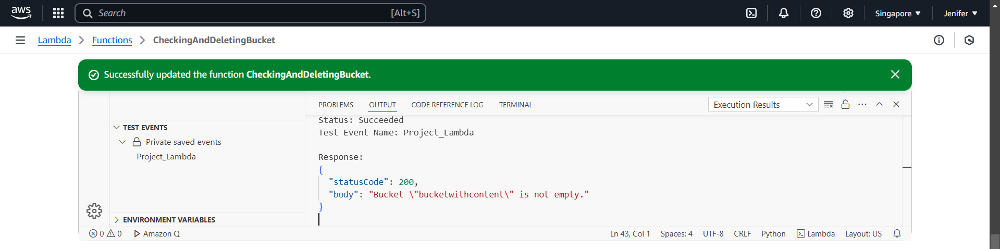 aws
Search [Alt+S] Singapore Jenifer
Lambda Functions CheckingAndDeletingBucket
Successfully updated the function CheckingAndDeletingBucket.
PROBLEMS OUTPUT CODE REFERENCE LOG TERMINAL Execution Results
Status: Succeeded
TEST EVENTS
Test Event Name: Project_Lambda
Private saved events
Project_Lambda
Response:
{
"statusCode": 200,
"body": "Bucket \"bucketwithcontent\" is not empty."
}
ENVIRONMENT VARIABLES
0 0 Amazon Q Ln 43, Col 1 Spaces: 4 UTF-8 CRLF Python Lambda Layout: US